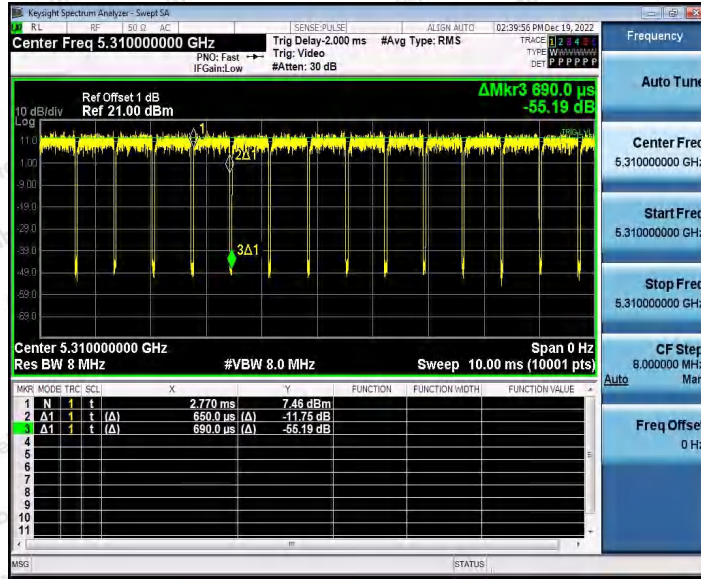 Keysight Spectrum Analyzer - Swept SA
RL RF 50 Ω AC SENSE:PULSE ALIGN AUTO 02:39:56 PM Dec 19, 2022
Center Freq 5.310000000 GHz Trig Delay-2.000 ms #Avg Type: RMS TRACE 1 2 3 4 5 6
PNO: Fast Trig: Video TYPE WWWWWW
IFGain:Low #Atten: 30 dB DET P P P P P P
ΔMkr3 690.0 µs
-55.19 dB
Ref Offset 1 dB
10 dB/div Ref 21.00 dBm
Log
11.0
1.00
-9.00
-19.0
-29.0
-39.0
-49.0
-59.0
-69.0
1
2Δ1
3Δ1
TRIG LVL
Center 5.310000000 GHz Span 0 Hz
Res BW 8 MHz #VBW 8.0 MHz Sweep 10.00 ms (10001 pts)
MKR MODE TRC SCL X Y FUNCTION FUNCTION WIDTH FUNCTION VALUE
1 N 1 t 2.770 ms 7.46 dBm
2 Δ1 1 t (Δ) 650.0 µs (Δ) -11.75 dB
3 Δ1 1 t (Δ) 690.0 µs (Δ) -55.19 dB
4
5
6
7
8
9
10
11
MSG STATUS
Frequency
Auto Tune
Center Freq
5.310000000 GHz
Start Freq
5.310000000 GHz
Stop Freq
5.310000000 GHz
CF Step
8.000000 MHz
Auto Man
Freq Offset
0 Hz